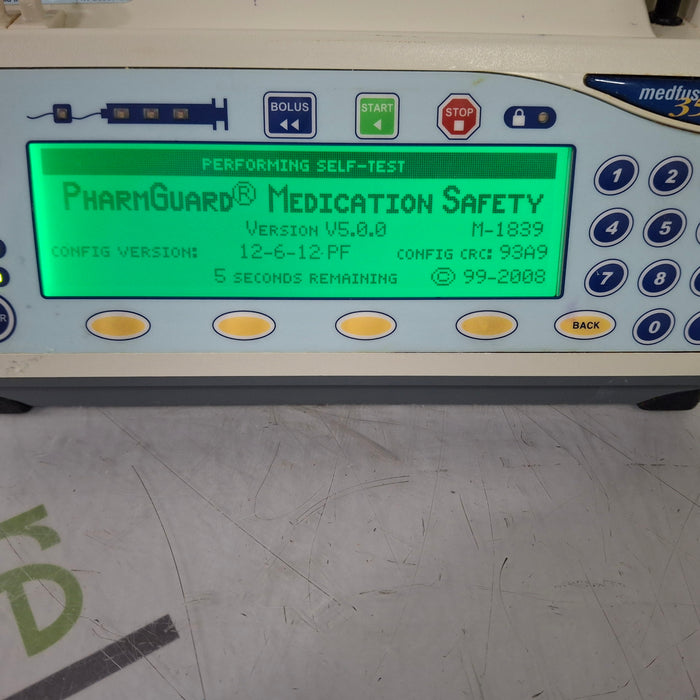 BOLUS
START
STOP
medfus
35
PERFORMING SELF-TEST
PHARMGUARD® MEDICATION SAFETY
VERSION V5.0.0 M-1839
CONFIG VERSION: 12-6-12 PF CONFIG CRC: 93A9
5 SECONDS REMAINING © 99-2008
1 2
4 5
7 8
BACK 0
R